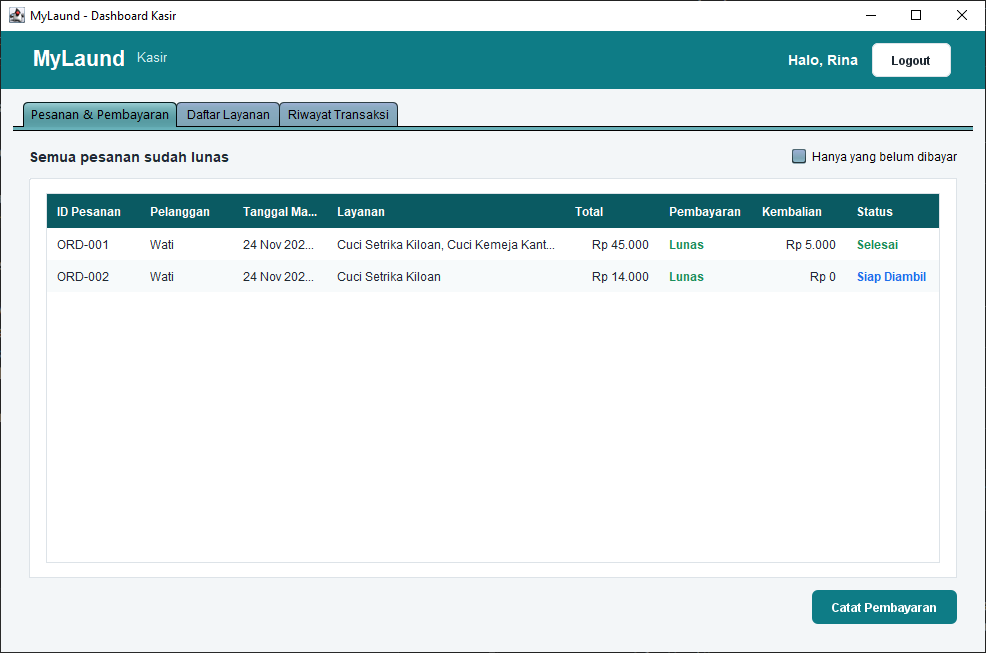 MyLaund - Dashboard Kasir
MyLaund Kasir Halo, Rina Logout
Pesanan & Pembayaran Daftar Layanan Riwayat Transaksi
Semua pesanan sudah lunas Hanya yang belum dibayar
ID Pesanan Pelanggan Tanggal Ma... Layanan Total Pembayaran Kembalian Status
ORD-001 Wati 24 Nov 202... Cuci Setrika Kiloan, Cuci Kemeja Kant... Rp 45.000 Lunas Rp 5.000 Selesai
ORD-002 Wati 24 Nov 202... Cuci Setrika Kiloan Rp 14.000 Lunas Rp 0 Siap Diambil
Catat Pembayaran